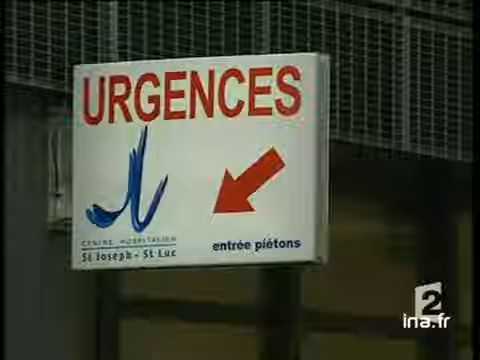 URGENCES
CENTRE HOSPITALIER
St Joseph - St Luc
entrée piétons
2
ina.fr